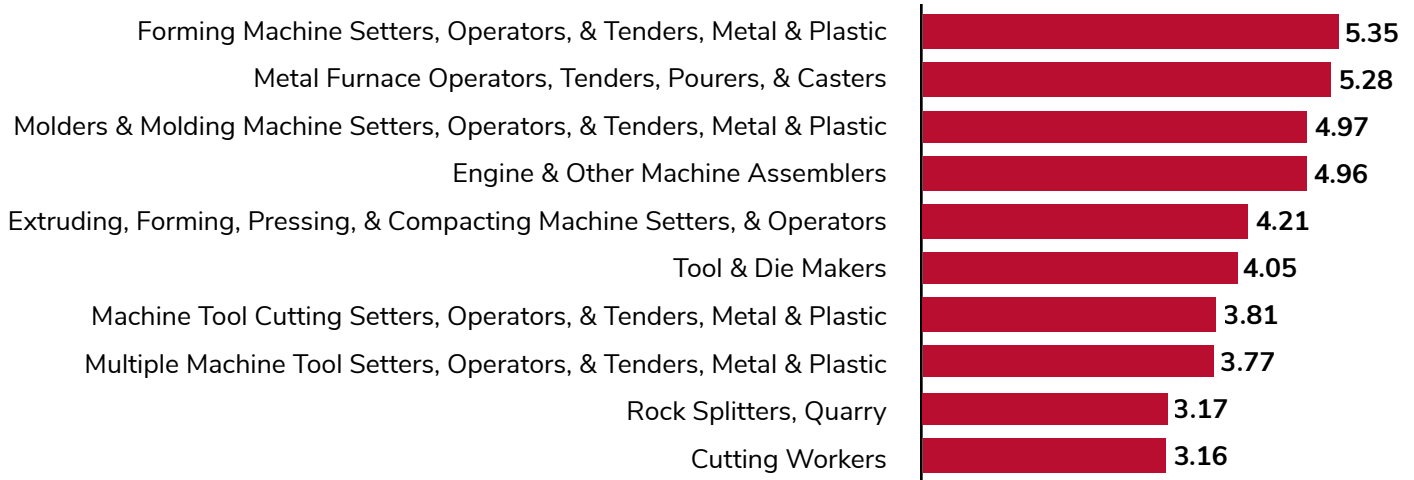 Forming Machine Setters, Operators, & Tenders, Metal & Plastic 5.35
Metal Furnace Operators, Tenders, Pourers, & Casters 5.28
Molders & Molding Machine Setters, Operators, & Tenders, Metal & Plastic 4.97
Engine & Other Machine Assemblers 4.96
Extruding, Forming, Pressing, & Compacting Machine Setters, & Operators 4.21
Tool & Die Makers 4.05
Machine Tool Cutting Setters, Operators, & Tenders, Metal & Plastic 3.81
Multiple Machine Tool Setters, Operators, & Tenders, Metal & Plastic 3.77
Rock Splitters, Quarry 3.17
Cutting Workers 3.16